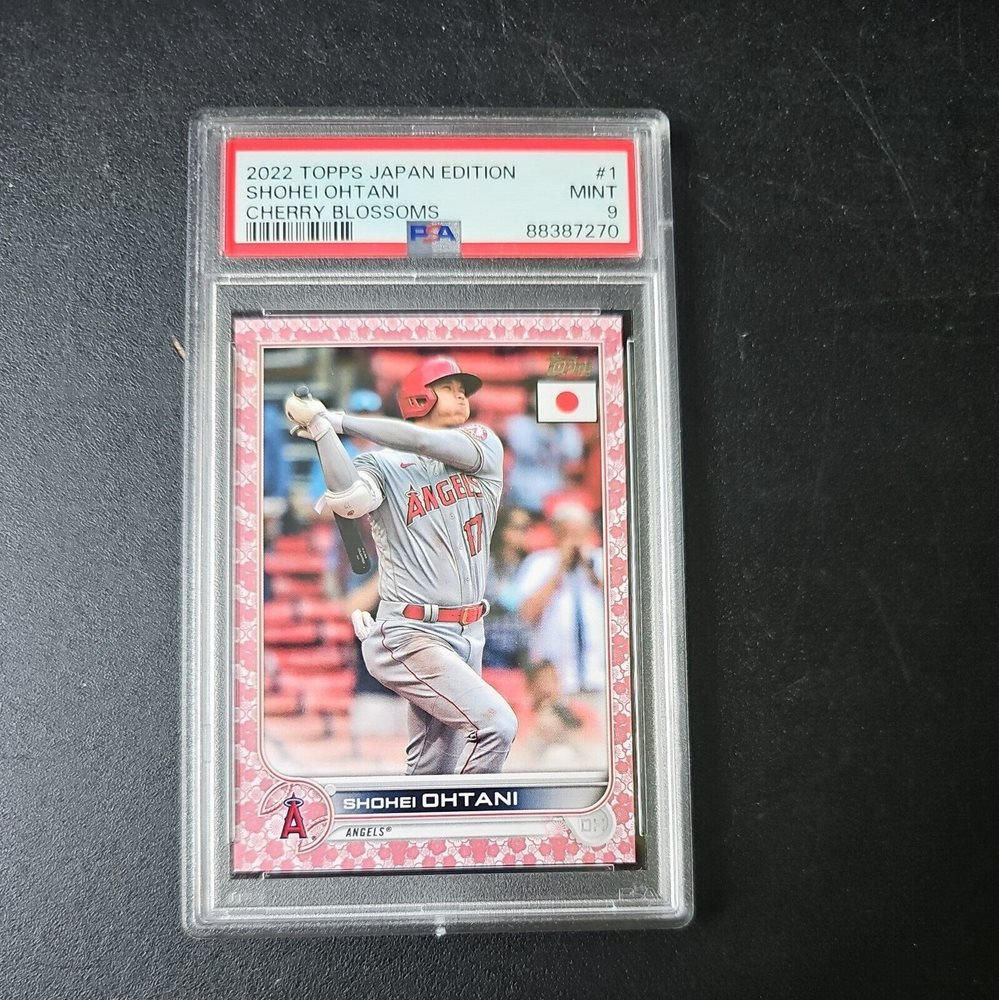 2022 TOPPS JAPAN EDITION #1
SHOHEI OHTANI MINT
CHERRY BLOSSOMS 9
PSA 88387270
Topps
ANGELS
17
SHOHEI OHTANI
A
ANGELS®
DH
PSA